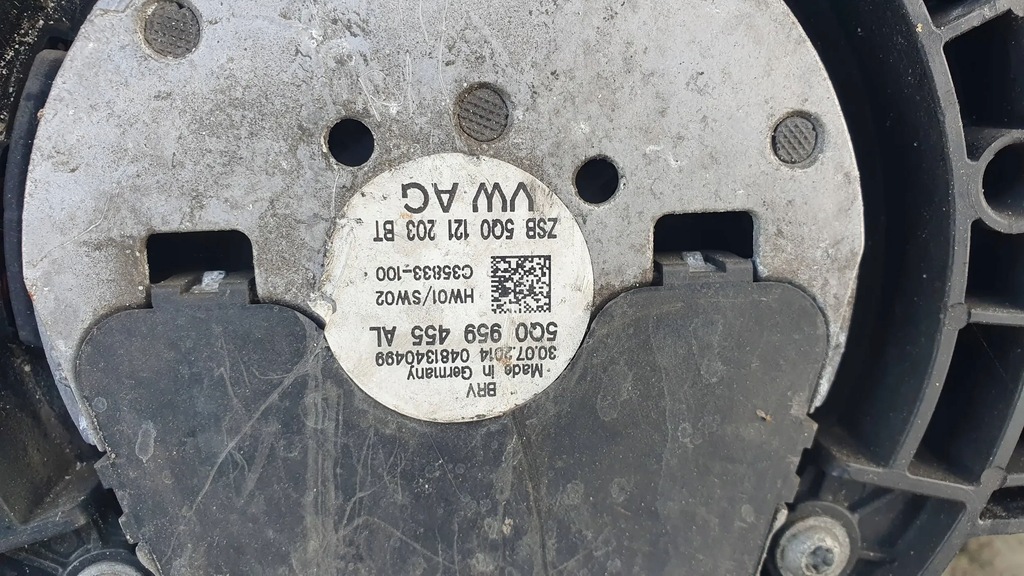 BRV
Made in Germany
30.07.2014 0481340499
5Q0 959 455 AL
HW01/SW02
C35833-100
ZSB 5Q0 121 203 BT
VW AG